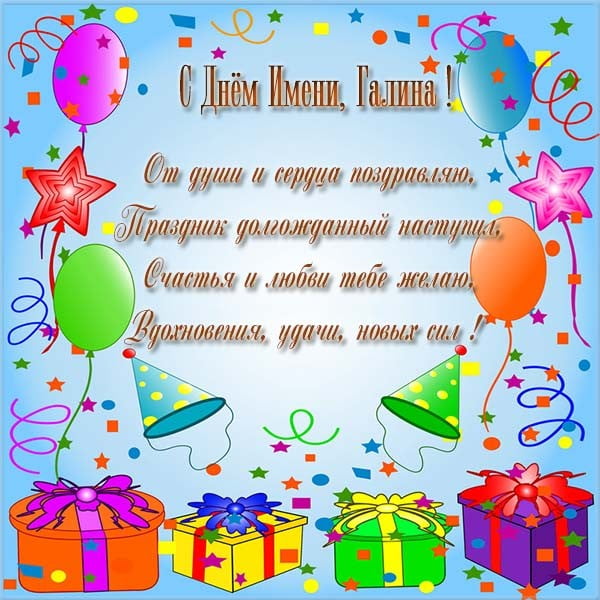 С Днём Имени, Галина !
От души и сердца поздравляю,
Праздник долгожданный наступил,
Счастья и любви тебе желаю,
Вдохновения, удачи, новых сил !